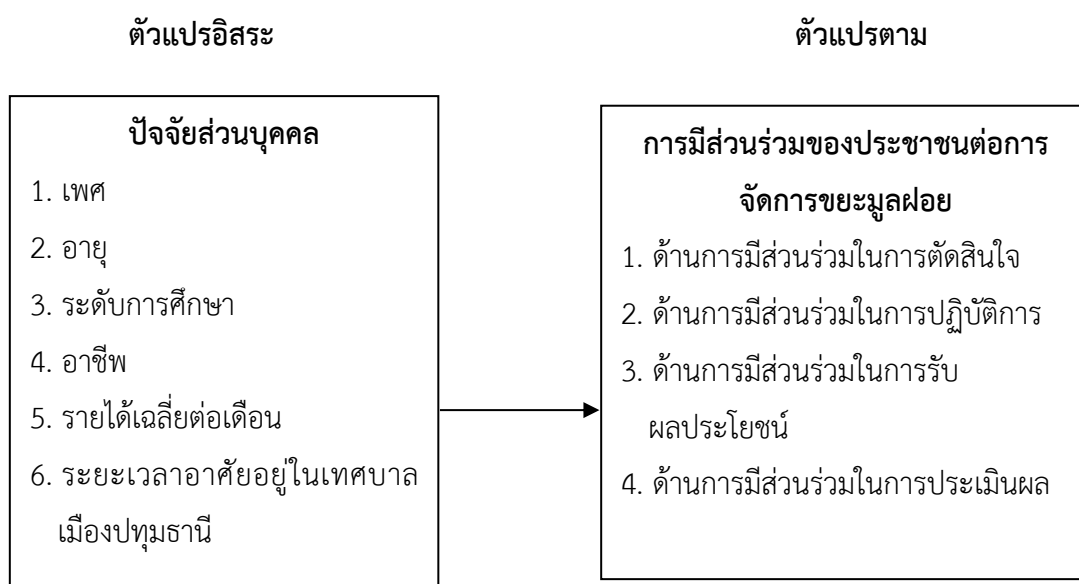 ตัวแปรอิสระ
ตัวแปรตาม
ปัจจัยส่วนบุคคล
1. เพศ
2. อายุ
3. ระดับการศึกษา
4. อาชีพ
5. รายได้เฉลี่ยต่อเดือน
6. ระยะเวลาอาศัยอยู่ในเทศบาล
เมืองปทุมธานี
การมีส่วนร่วมของประชาชนต่อการ
จัดการขยะมูลฝอย
1. ด้านการมีส่วนร่วมในการตัดสินใจ
2. ด้านการมีส่วนร่วมในการปฏิบัติการ
3. ด้านการมีส่วนร่วมในการรับ
ผลประโยชน์
4. ด้านการมีส่วนร่วมในการประเมินผล